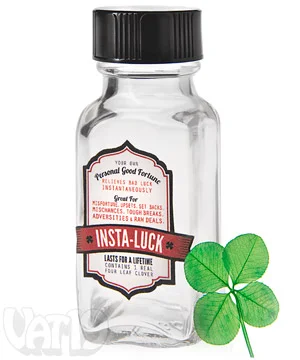 YOUR OWN
Personal Good Fortune
RELIEVES BAD LUCK
INSTANTANEOUSLY
Great For
MISFORTUNE, UPSETS, SET BACKS,
MISCHANCES, TOUGH BREAKS,
ADVERSITIES & RAW DEALS.
INSTA-LUCK
LASTS FOR A LIFETIME
CONTAINS 1 REAL
FOUR LEAF CLOVER
VAT19